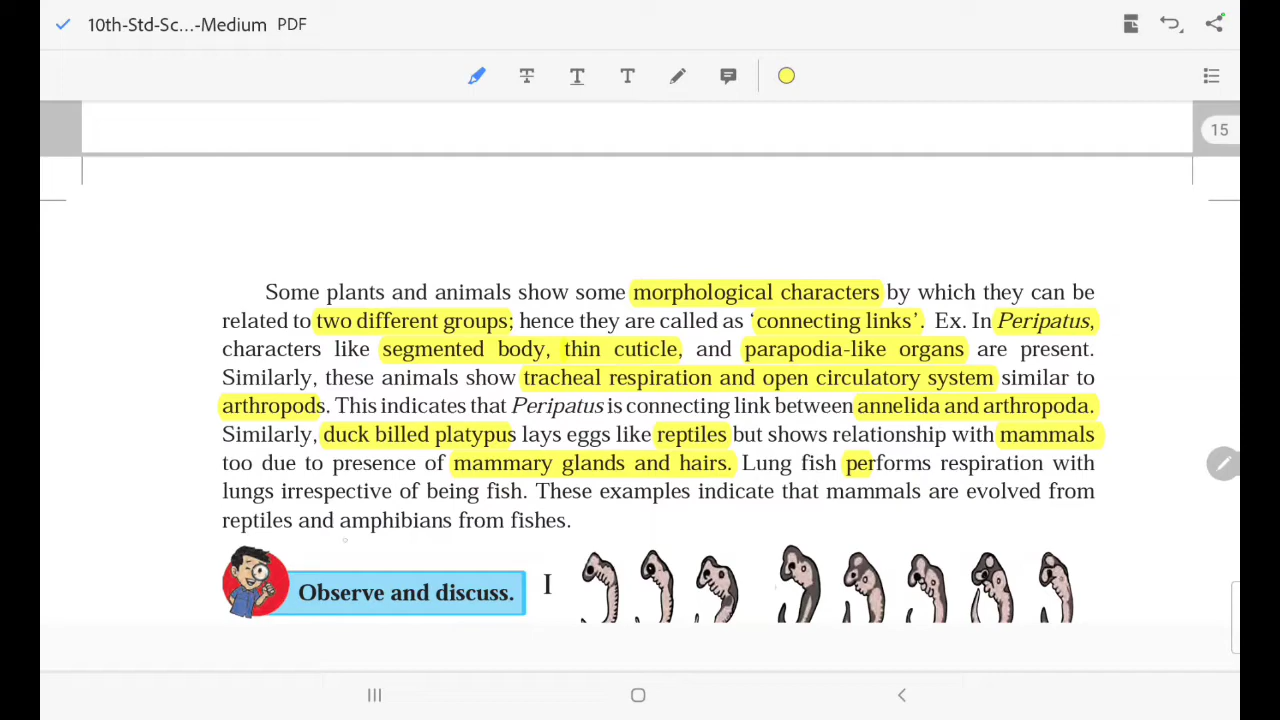 10th-Std-Sc...-Medium PDF
15
Some plants and animals show some morphological characters by which they can be
related to two different groups; hence they are called as ‘connecting links’. Ex. In Peripatus,
characters like segmented body, thin cuticle, and parapodia-like organs are present.
Similarly, these animals show tracheal respiration and open circulatory system similar to
arthropods. This indicates that Peripatus is connecting link between annelida and arthropoda.
Similarly, duck billed platypus lays eggs like reptiles but shows relationship with mammals
too due to presence of mammary glands and hairs. Lung fish performs respiration with
lungs irrespective of being fish. These examples indicate that mammals are evolved from
reptiles and amphibians from fishes.
Observe and discuss.
I